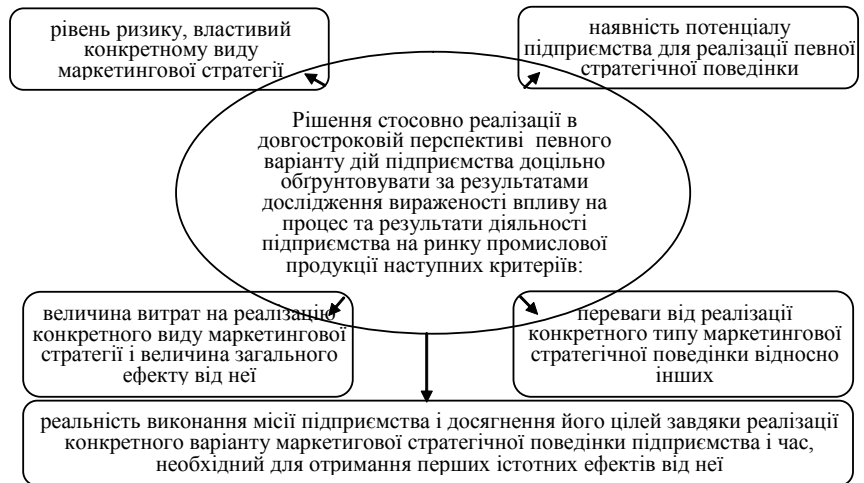 рівень ризику, властивий
конкретному виду
маркетингової стратегії
наявність потенціалу
підприємства для реалізації певної
стратегічної поведінки
Рішення стосовно реалізації в
довгостроковій перспективі певного
варіанту дій підприємства доцільно
обґрунтовувати за результатами
дослідження вираженості впливу на
процес та результати діяльності
підприємства на ринку промислової
продукції наступних критеріїв:
величина витрат на реалізацію
конкретного виду маркетингової
стратегії і величина загального
ефекту від неї
переваги від реалізації
конкретного типу маркетингової
стратегічної поведінки відносно
інших
реальність виконання місії підприємства і досягнення його цілей завдяки реалізації
конкретного варіанту маркетигової стратегічної поведінки підприємства і час,
необхідний для отримання перших істотних ефектів від неї